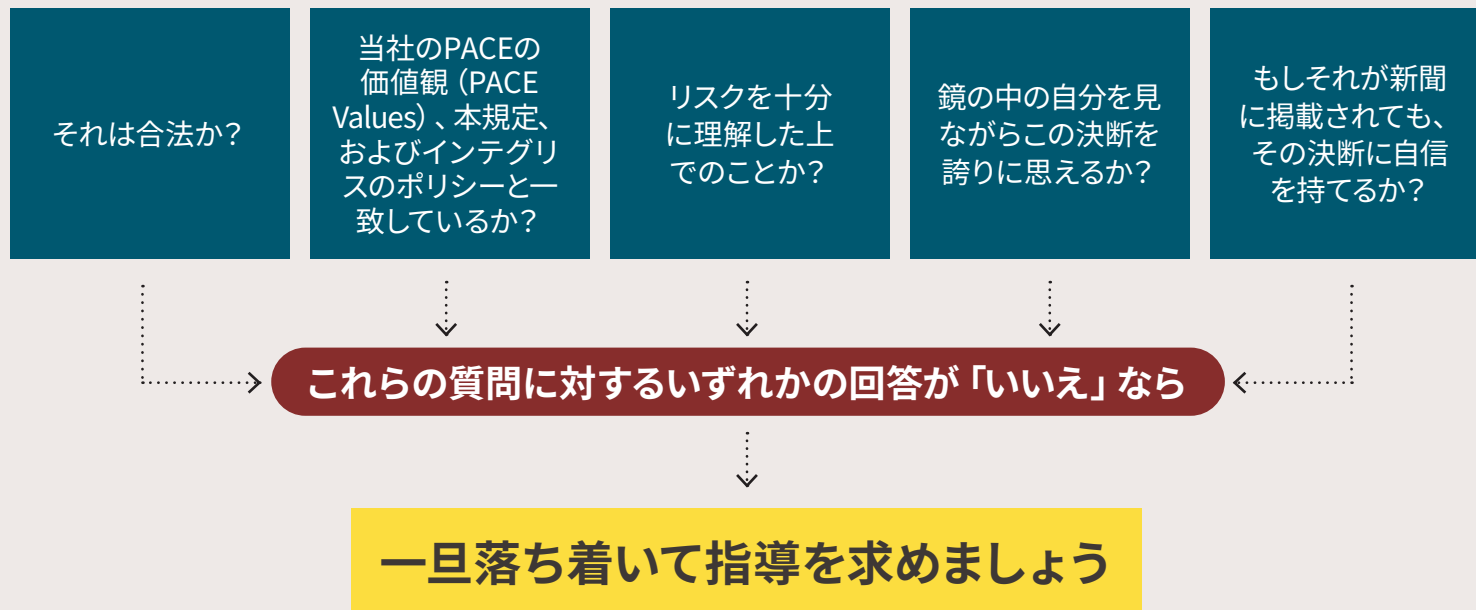 それは合法か?
当社のPACEの
価値観（PACE
Values）、本規定、
およびインテグリ
スのポリシーと一
致しているか?
リスクを十分
に理解した上
でのことか?
鏡の中の自分を見
ながらこの決断を
誇りに思えるか?
もしそれが新聞
に掲載されても、
その決断に自信
を持てるか?
これらの質問に対するいずれかの回答が「いいえ」なら
一旦落ち着いて指導を求めましょう